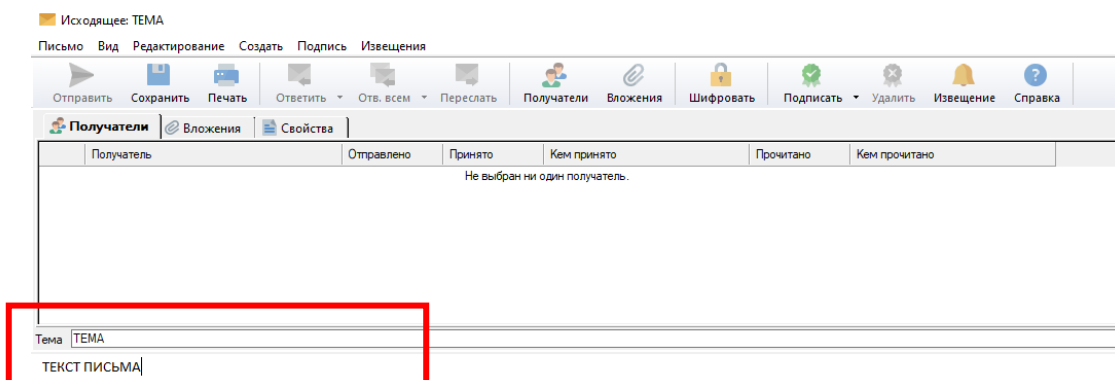 Исходящее: ТЕМА
Письмо Вид Редактирование Создать Подпись Извещения
Отправить Сохранить Печать Ответить Отв. всем Переслать Получатели Вложения Шифровать Подписать Удалить Извещение Справка
Получатели Вложения Свойства
Получатель Отправлено Принято Кем принято Прочитано Кем прочитано
Не выбран ни один получатель.
Тема ТЕМА
ТЕКСТ ПИСЬМА